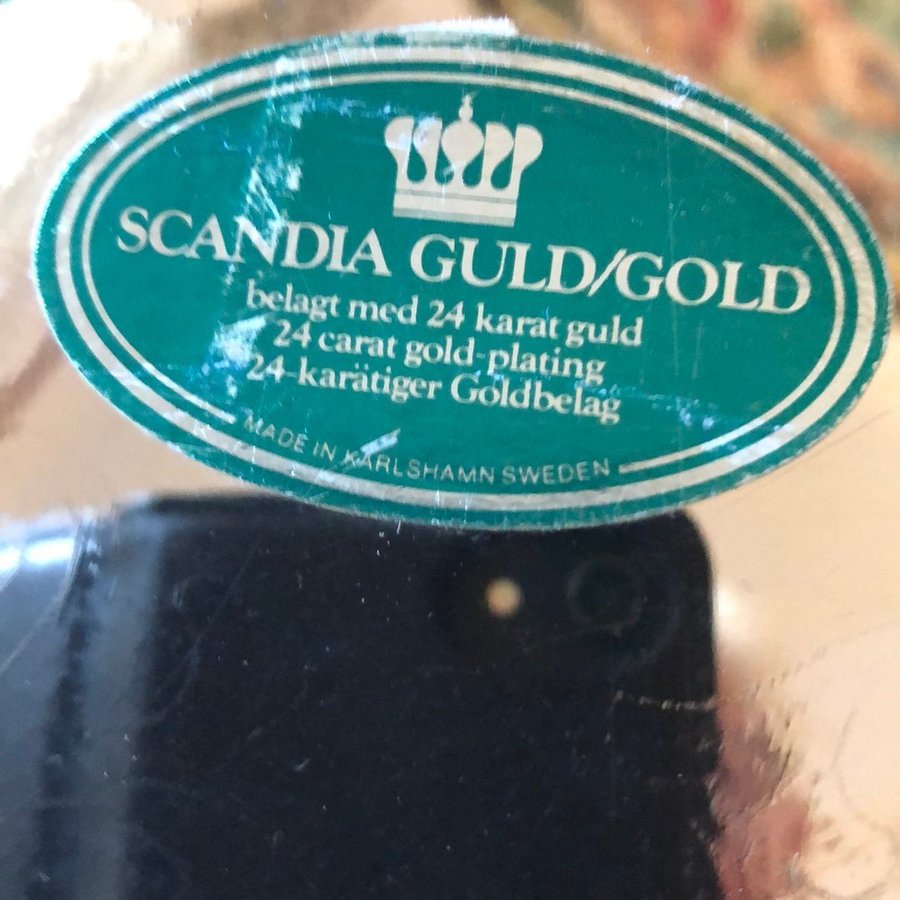 SCANDIA GULD/GOLD
belagt med 24 karat guld
24 carat gold-plating
24-karätiger Goldbelag
MADE IN KARLSHAMN SWEDEN